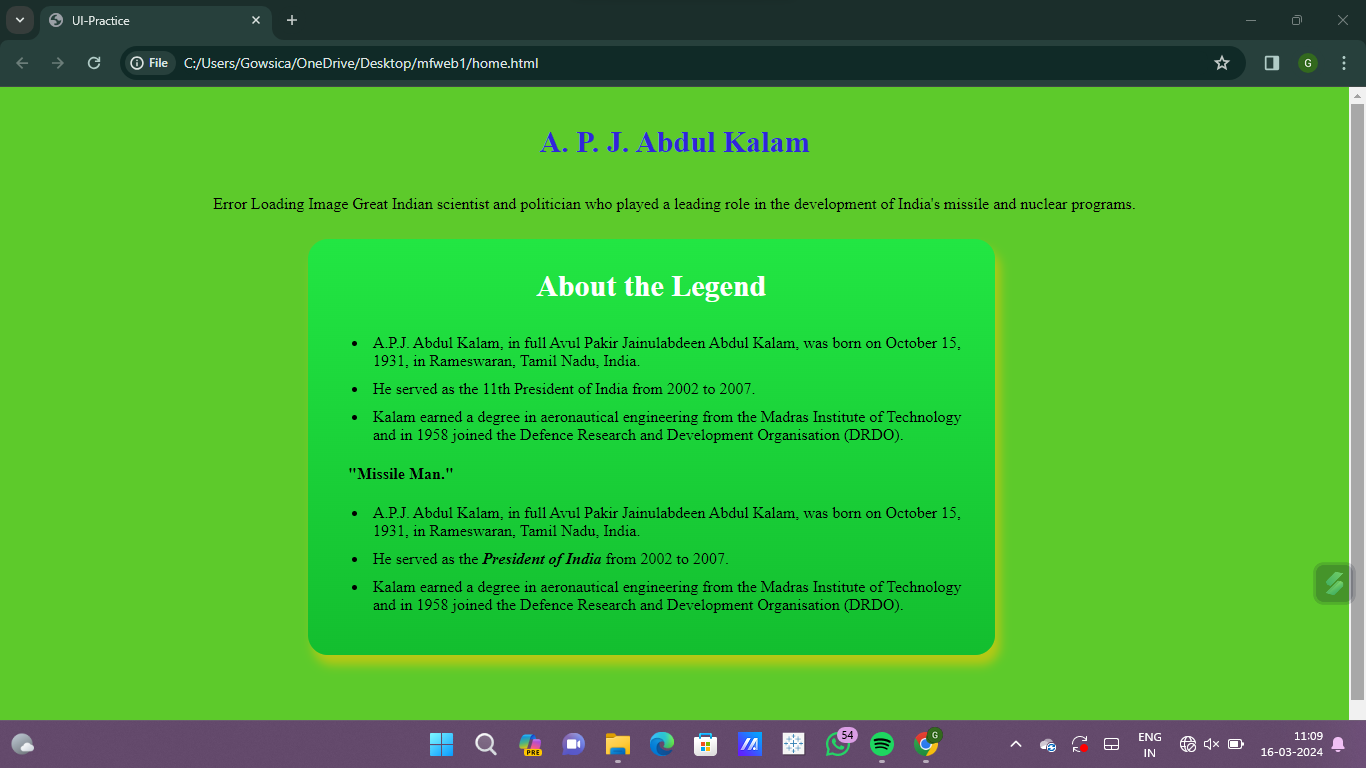 UI-Practice
File C:/Users/Gowsica/OneDrive/Desktop/mfweb1/home.html
G
A. P. J. Abdul Kalam
Error Loading Image Great Indian scientist and politician who played a leading role in the development of India's missile and nuclear programs.
About the Legend
• A.P.J. Abdul Kalam, in full Avul Pakir Jainulabdeen Abdul Kalam, was born on October 15,
1931, in Rameswaran, Tamil Nadu, India.
• He served as the 11th President of India from 2002 to 2007.
• Kalam earned a degree in aeronautical engineering from the Madras Institute of Technology
and in 1958 joined the Defence Research and Development Organisation (DRDO).
"Missile Man."
• A.P.J. Abdul Kalam, in full Avul Pakir Jainulabdeen Abdul Kalam, was born on October 15,
1931, in Rameswaran, Tamil Nadu, India.
• He served as the President of India from 2002 to 2007.
• Kalam earned a degree in aeronautical engineering from the Madras Institute of Technology
and in 1958 joined the Defence Research and Development Organisation (DRDO).
PRE
54
G
ENG
IN
11:09
16-03-2024